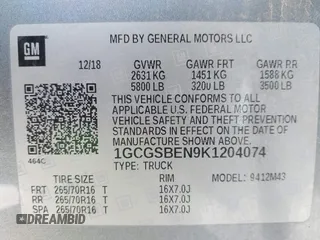 GM
MFD BY GENERAL MOTORS LLC
12/18 GVWR GAWR FRT GAWR RR
2631 KG 1451 KG 1588 KG
5800 LB 3200 LB 3500 LB
THIS VEHICLE CONFORMS TO ALL
APPLICABLE U.S. FEDERAL MOTOR
VEHICLE SAFETY AND THEFT
PREVENTION STANDARDS IN EFFECT
ON THE DATE OF MANUFACTURE
SHOWN ABOVE.
1GCGSBEN9K1204074
TYPE: TRUCK
464C
MODEL: 9412M43
TIRE SIZE RIM
FRT 265/70R16 T 16X7.0J
RR 265/70R16 T 16X7.0J
SPA 265/70R16 T 16X7.0J
DREAMBID